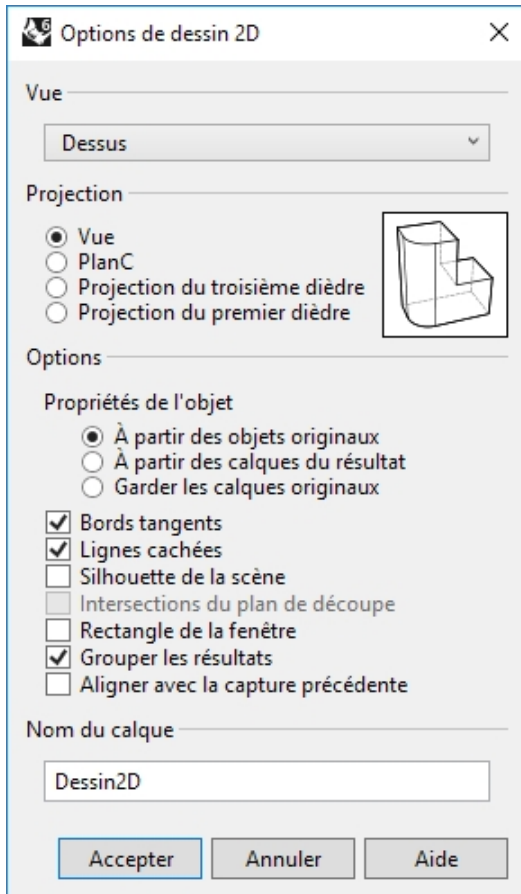 Options de dessin 2D
Vue
Dessus
Projection
Vue
PlanC
Projection du troisième dièdre
Projection du premier dièdre
Options
Propriétés de l'objet
À partir des objets originaux
À partir des calques du résultat
Garder les calques originaux
Bords tangents
Lignes cachées
Silhouette de la scène
Intersections du plan de découpe
Rectangle de la fenêtre
Grouper les résultats
Aligner avec la capture précédente
Nom du calque
Dessin2D
Accepter
Annuler
Aide